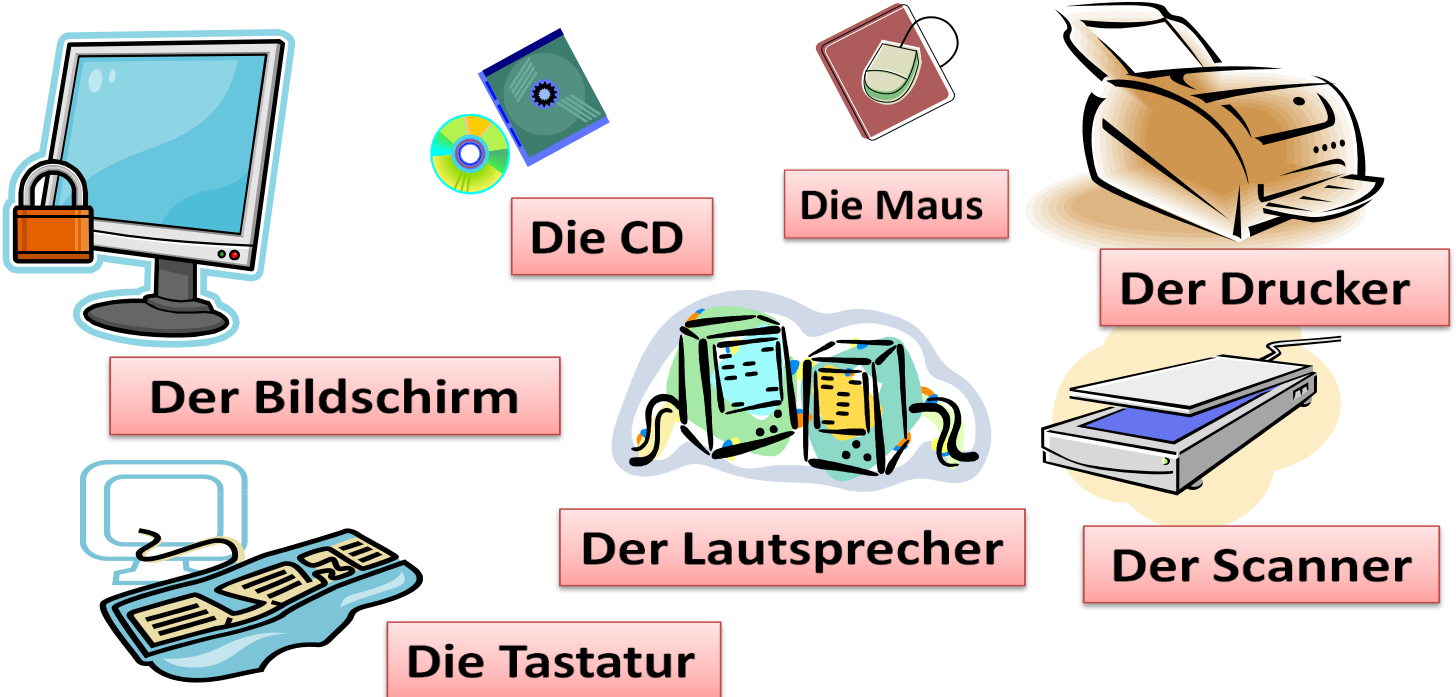 Die Maus
Die CD
Der Drucker
Der Bildschirm
Der Lautsprecher
Der Scanner
Die Tastatur